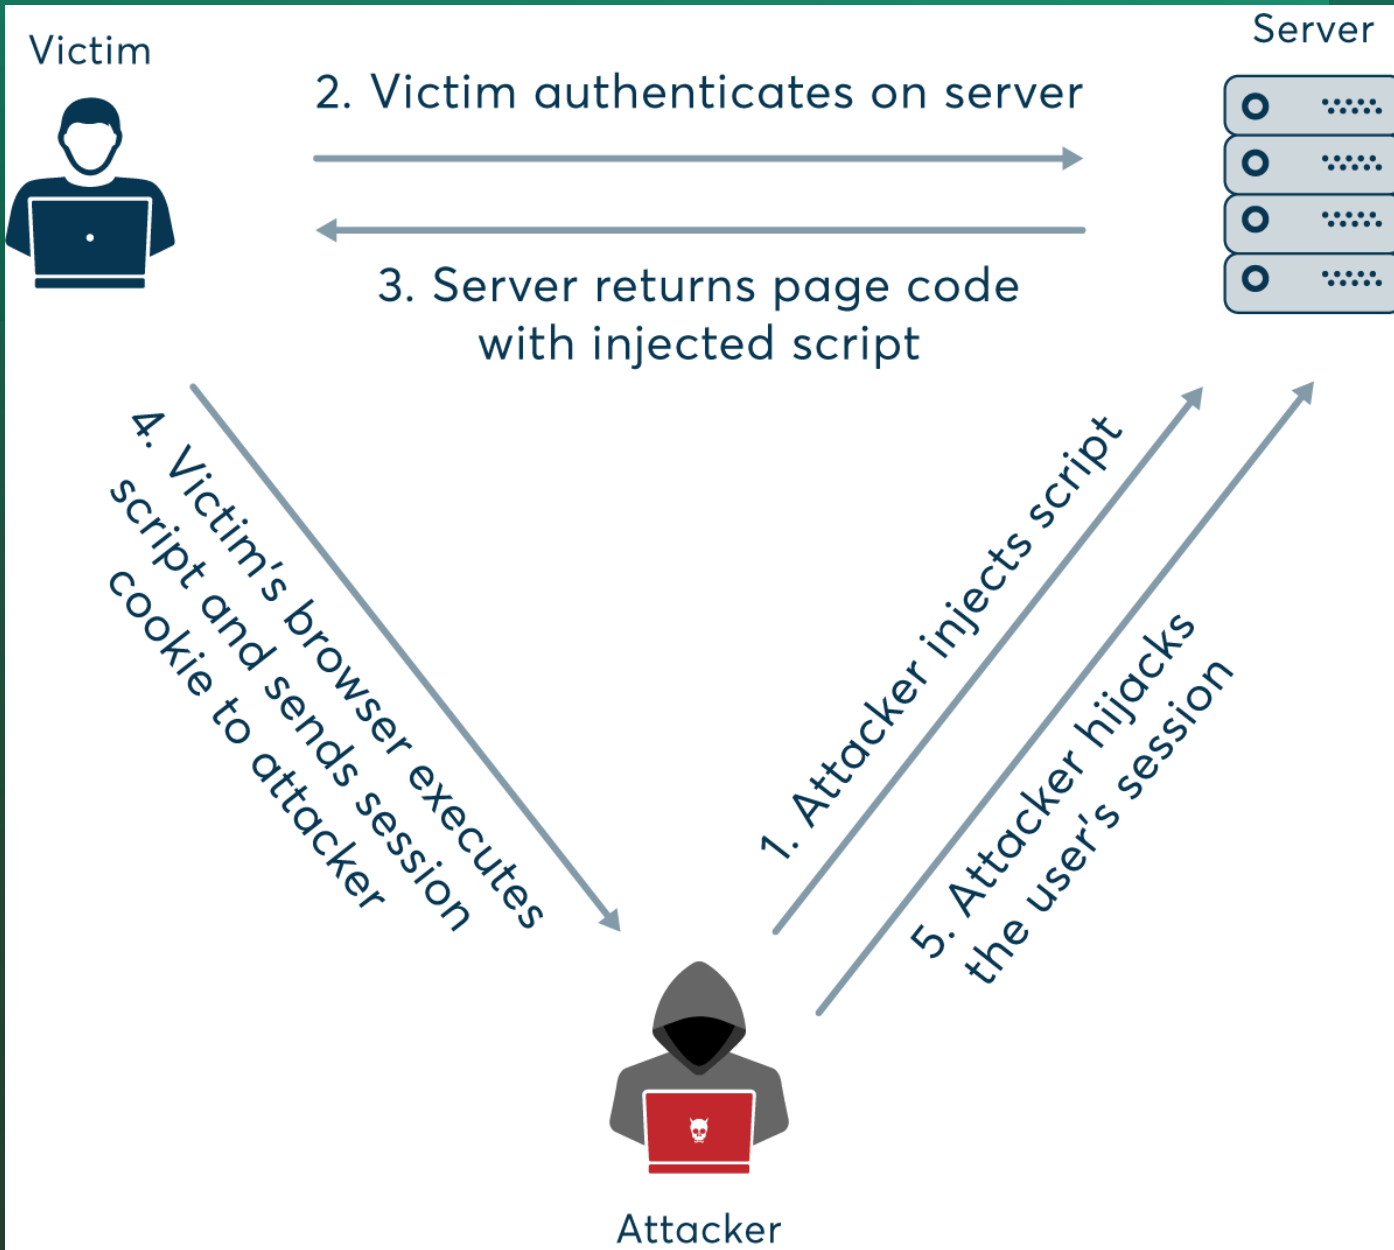 Victim
Server
2. Victim authenticates on server
3. Server returns page code
with injected script
4. Victim's browser executes
script and sends session
cookie to attacker
1. Attacker injects script
5. Attacker hijacks
the user's session
Attacker